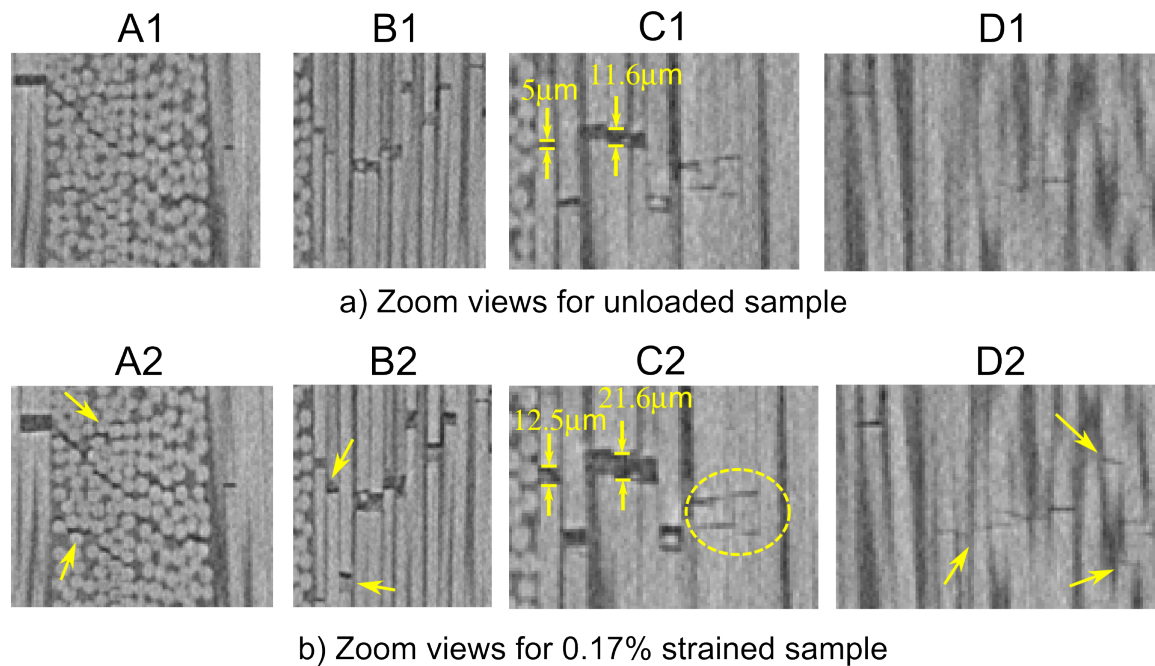 A1 B1 C1 D1
5μm 11.6μm
a) Zoom views for unloaded sample
A2 B2 C2 D2
12.5μm 21.6μm
b) Zoom views for 0.17% strained sample